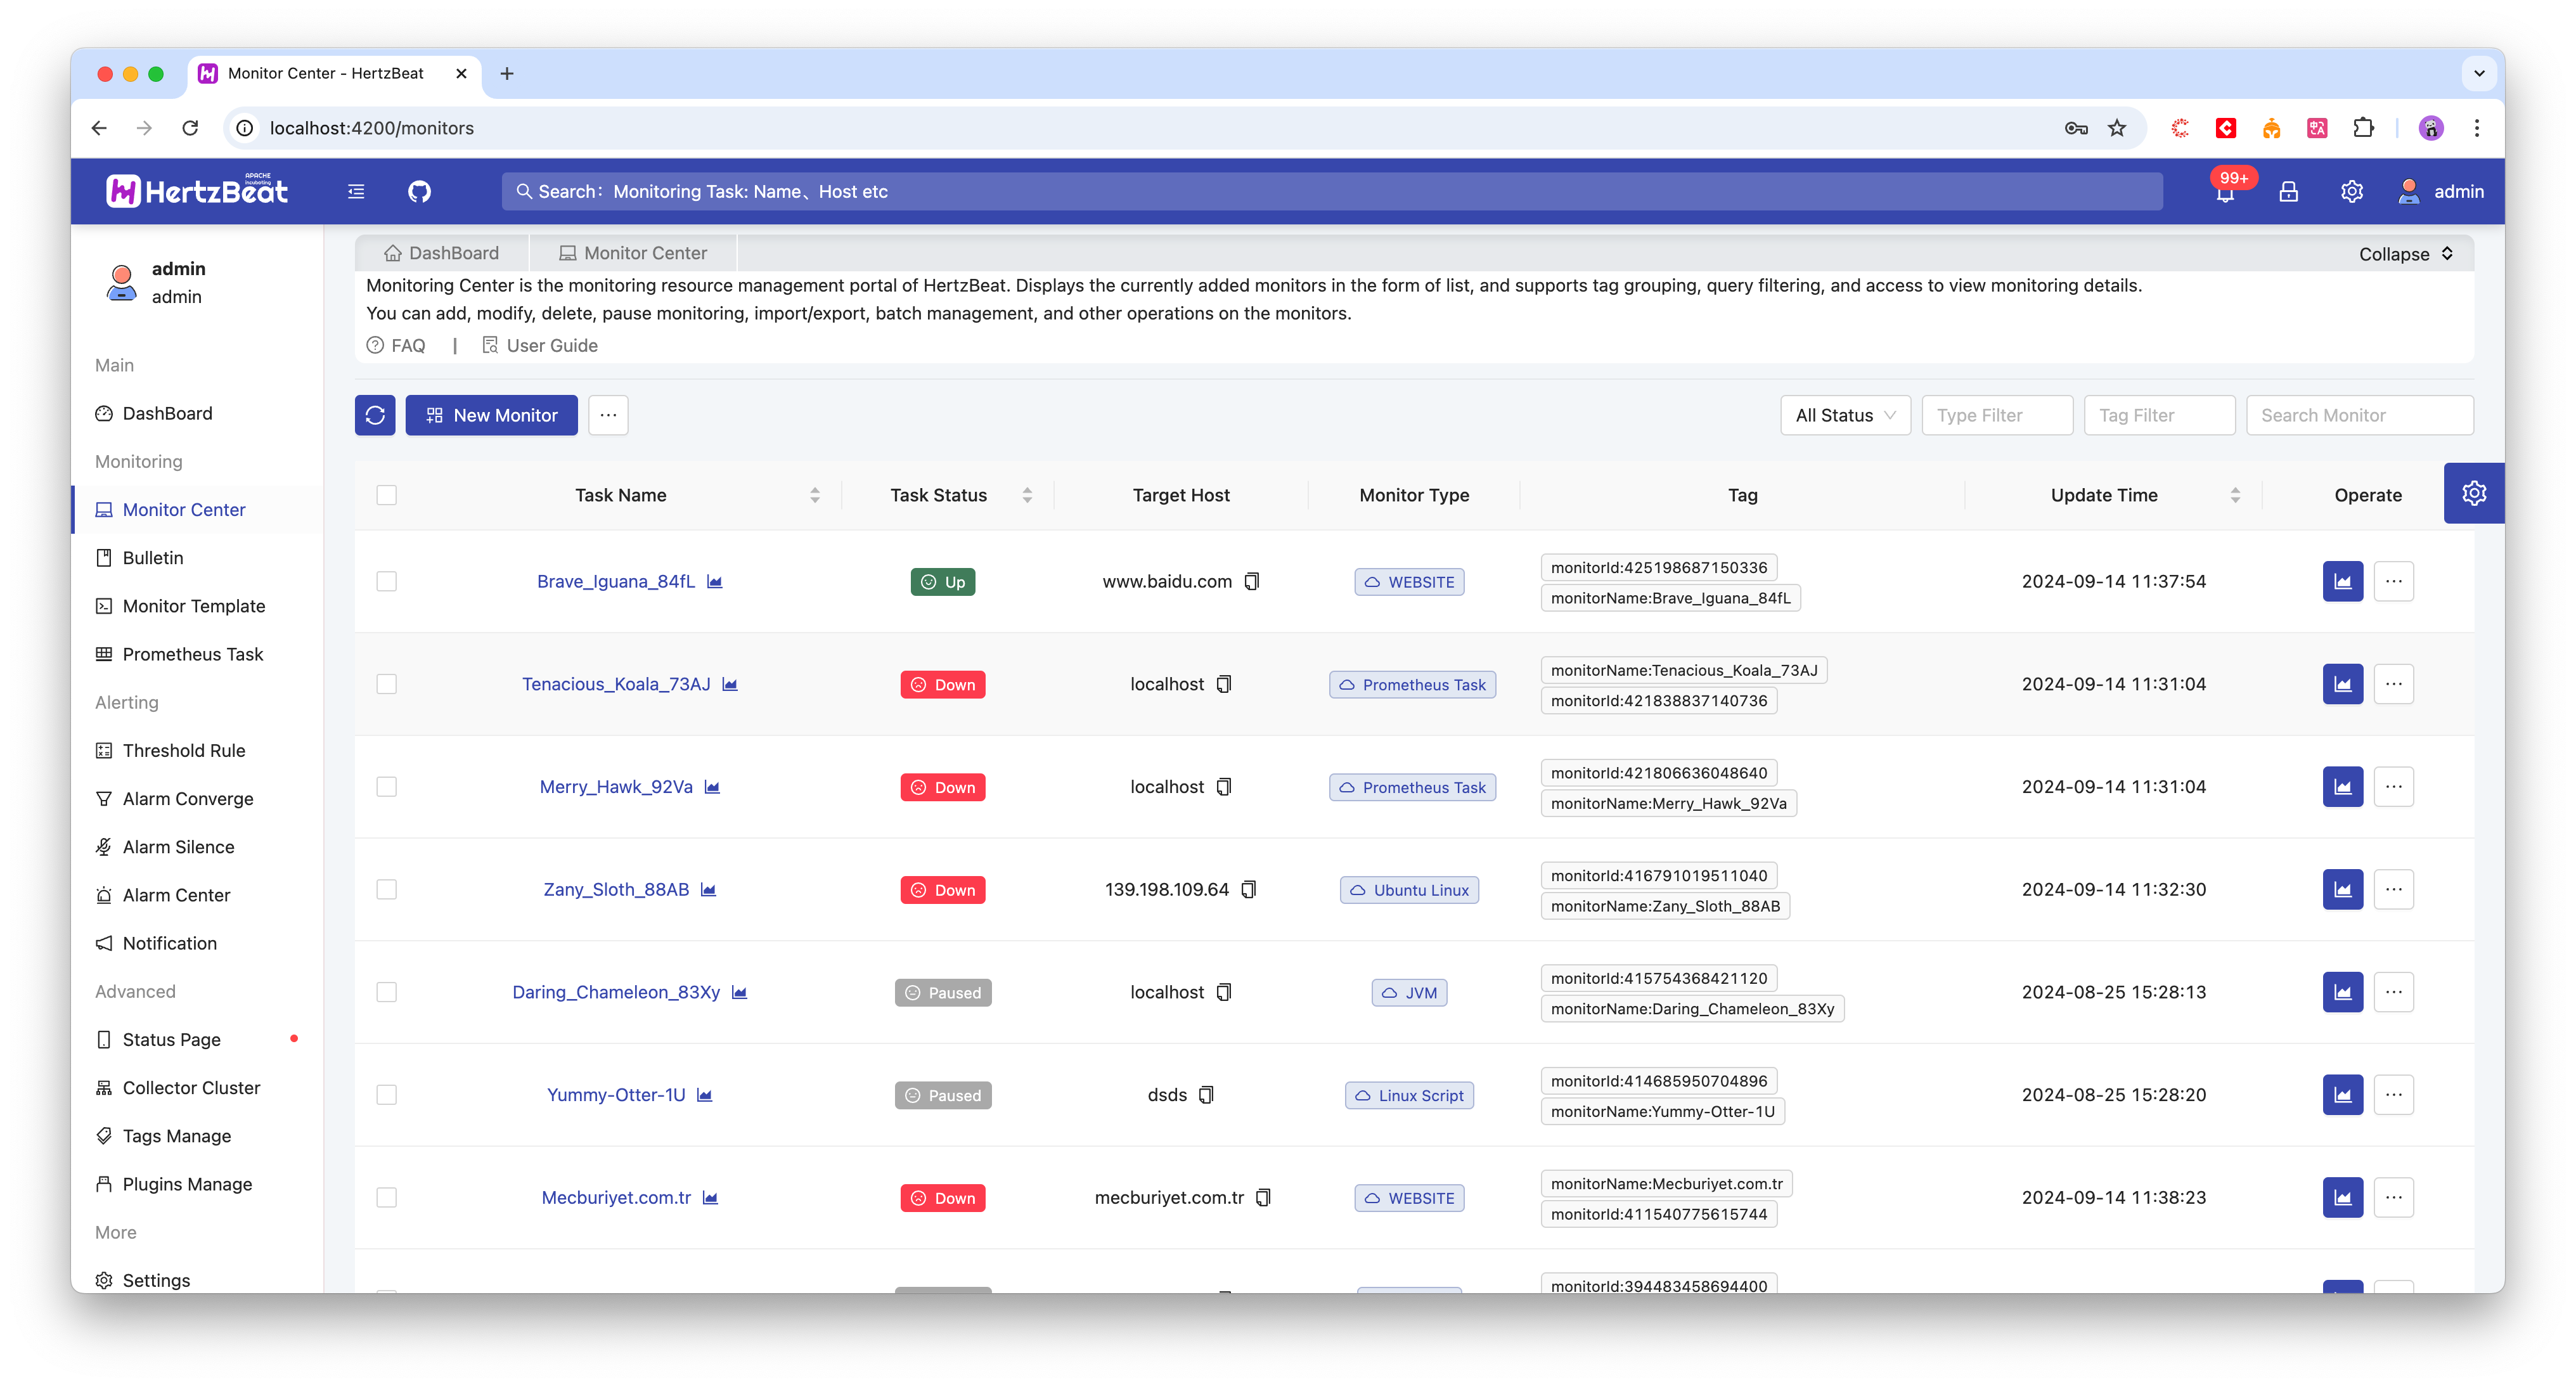 Monitor Center - HertzBeat
localhost:4200/monitors
APACHE
incubating
HertzBeat
Search: Monitoring Task: Name、Host etc
99+
admin
admin
admin
Main
DashBoard
Monitoring
Monitor Center
Bulletin
Monitor Template
Prometheus Task
Alerting
Threshold Rule
Alarm Converge
Alarm Silence
Alarm Center
Notification
Advanced
Status Page
Collector Cluster
Tags Manage
Plugins Manage
More
Settings
DashBoard Monitor Center Collapse
Monitoring Center is the monitoring resource management portal of HertzBeat. Displays the currently added monitors in the form of list, and supports tag grouping, query filtering, and access to view monitoring details.
You can add, modify, delete, pause monitoring, import/export, batch management, and other operations on the monitors.
FAQ | User Guide
New Monitor ... All Status Type Filter Tag Filter Search Monitor
Task Name Task Status Target Host Monitor Type Tag Update Time Operate
Brave_Iguana_84fL Up www.baidu.com WEBSITE monitorId:425198687150336 2024-09-14 11:37:54 ...
monitorName:Brave_Iguana_84fL
Tenacious_Koala_73AJ Down localhost Prometheus Task monitorName:Tenacious_Koala_73AJ 2024-09-14 11:31:04 ...
monitorId:421838837140736
Merry_Hawk_92Va Down localhost Prometheus Task monitorId:421806636048640 2024-09-14 11:31:04 ...
monitorName:Merry_Hawk_92Va
Zany_Sloth_88AB Down 139.198.109.64 Ubuntu Linux monitorId:416791019511040 2024-09-14 11:32:30 ...
monitorName:Zany_Sloth_88AB
Daring_Chameleon_83Xy Paused localhost JVM monitorId:415754368421120 2024-08-25 15:28:13 ...
monitorName:Daring_Chameleon_83Xy
Yummy-Otter-1U Paused dsds Linux Script monitorId:414685950704896 2024-08-25 15:28:20 ...
monitorName:Yummy-Otter-1U
Mecburiyet.com.tr Down mecburiyet.com.tr WEBSITE monitorName:Mecburiyet.com.tr 2024-09-14 11:38:23 ...
monitorId:411540775615744
monitorId:394483458694400